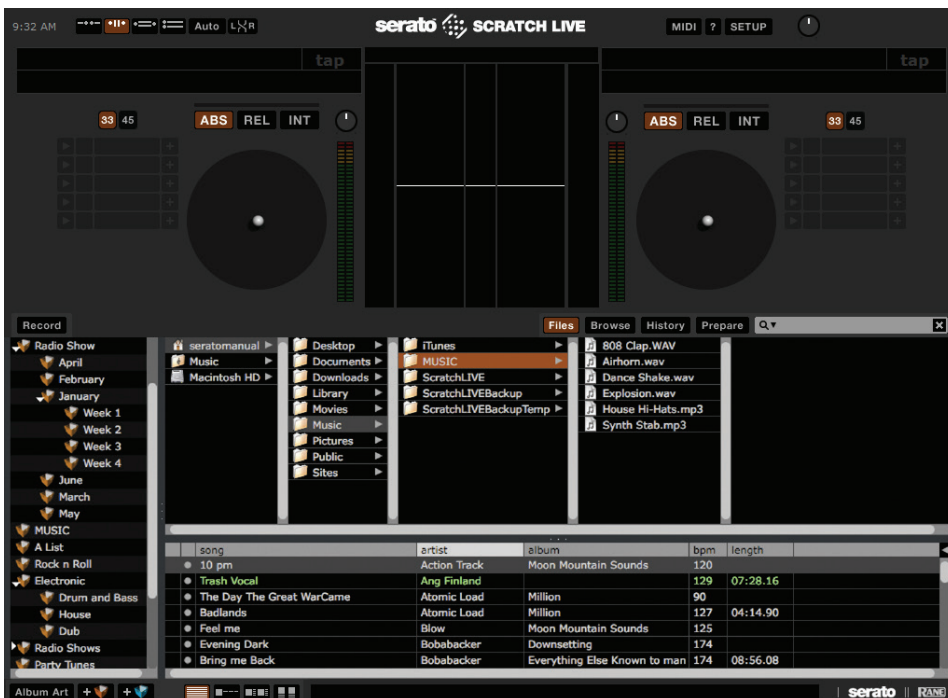 9:32 AM Auto L X R serato SCRATCH LIVE MIDI ? SETUP
tap tap
33 45 ABS REL INT ABS REL INT 33 45
Record Files Browse History Prepare
Radio Show
April
February
January
Week 1
Week 2
Week 3
Week 4
June
March
May
MUSIC
A List
Rock n Roll
Electronic
Drum and Bass
House
Dub
Radio Shows
Party Tunes
seratomanual
Music
Macintosh HD
Desktop
Documents
Downloads
Library
Movies
Music
Pictures
Public
Sites
iTunes
MUSIC
ScratchLIVE
ScratchLIVEBackup
ScratchLIVEBackupTemp
808 Clap.WAV
Airhorn.wav
Dance Shake.wav
Explosion.wav
House Hi-Hats.mp3
Synth Stab.mp3
song artist album bpm length
10 pm Action Track Moon Mountain Sounds 120
Trash Vocal Ang Finland 129 07:28.16
The Day The Great WarCame Atomic Load Million 90
Badlands Atomic Load Million 127 04:14.90
Feel me Blow Moon Mountain Sounds 125
Evening Dark Bobabacker Downsetting 174
Bring me Back Bobabacker Everything Else Known to man 174 08:56.08
Album Art serato RANE